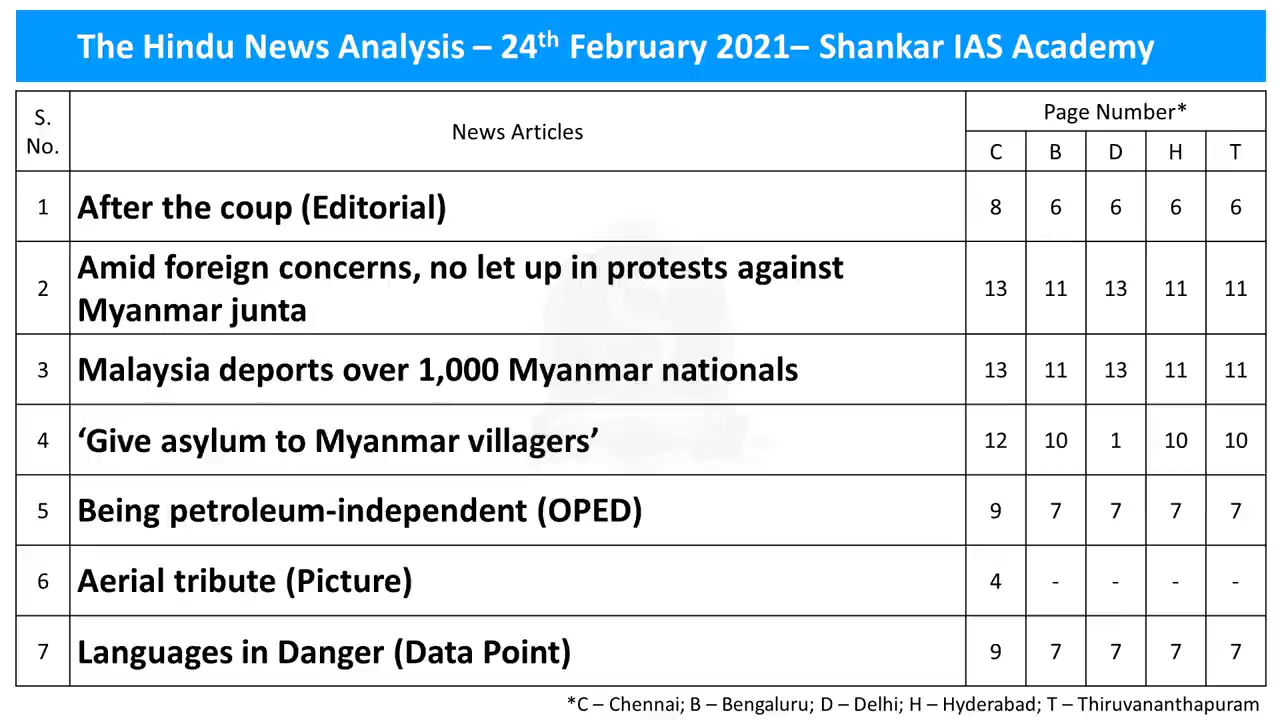 The Hindu News Analysis – 24th February 2021– Shankar IAS Academy
S. No. News Articles Page Number*
C B D H T
1 After the coup (Editorial) 8 6 6 6 6
2 Amid foreign concerns, no let up in protests against
Myanmar junta 13 11 13 11 11
3 Malaysia deports over 1,000 Myanmar nationals 13 11 13 11 11
4 ‘Give asylum to Myanmar villagers’ 12 10 1 10 10
5 Being petroleum-independent (OPED) 9 7 7 7 7
6 Aerial tribute (Picture) 4 - - - -
7 Languages in Danger (Data Point) 9 7 7 7 7
*C – Chennai; B – Bengaluru; D – Delhi; H – Hyderabad; T – Thiruvananthapuram